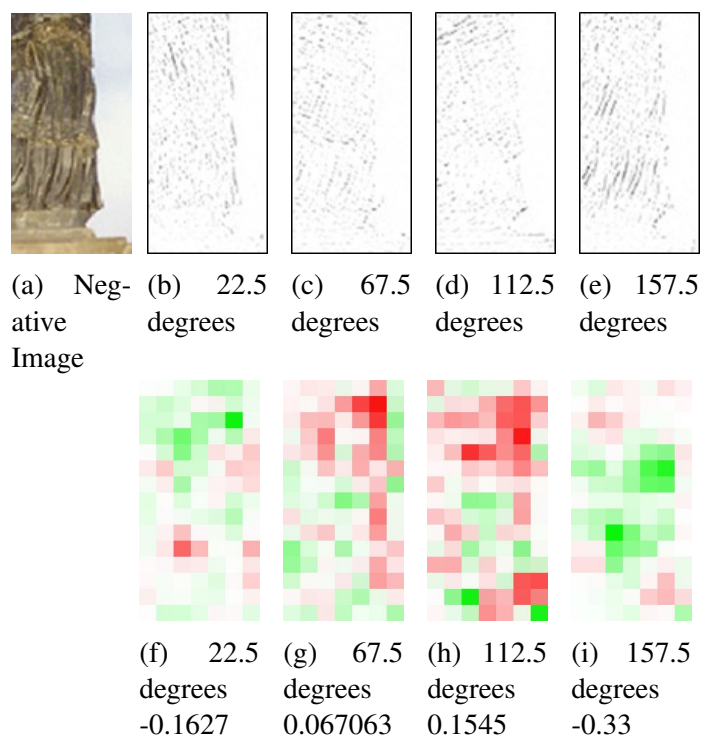 (a) Neg-
ative
Image
(b) 22.5
degrees
(c) 67.5
degrees
(d) 112.5
degrees
(e) 157.5
degrees
(f) 22.5
degrees
-0.1627
(g) 67.5
degrees
0.067063
(h) 112.5
degrees
0.1545
(i) 157.5
degrees
-0.33